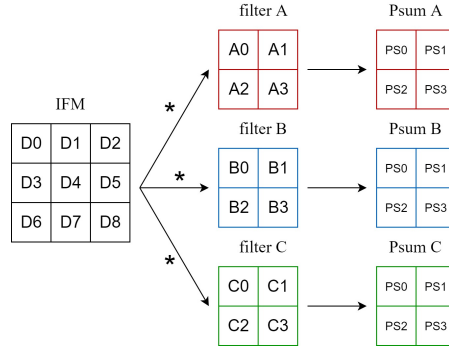 filter A
Psum A
A0 A1
PS0 PS1
A2 A3
PS2 PS3
*
IFM
D0 D1 D2
D3 D4 D5
D6 D7 D8
filter B
Psum B
*
B0 B1
PS0 PS1
B2 B3
PS2 PS3
filter C
Psum C
*
C0 C1
PS0 PS1
C2 C3
PS2 PS3